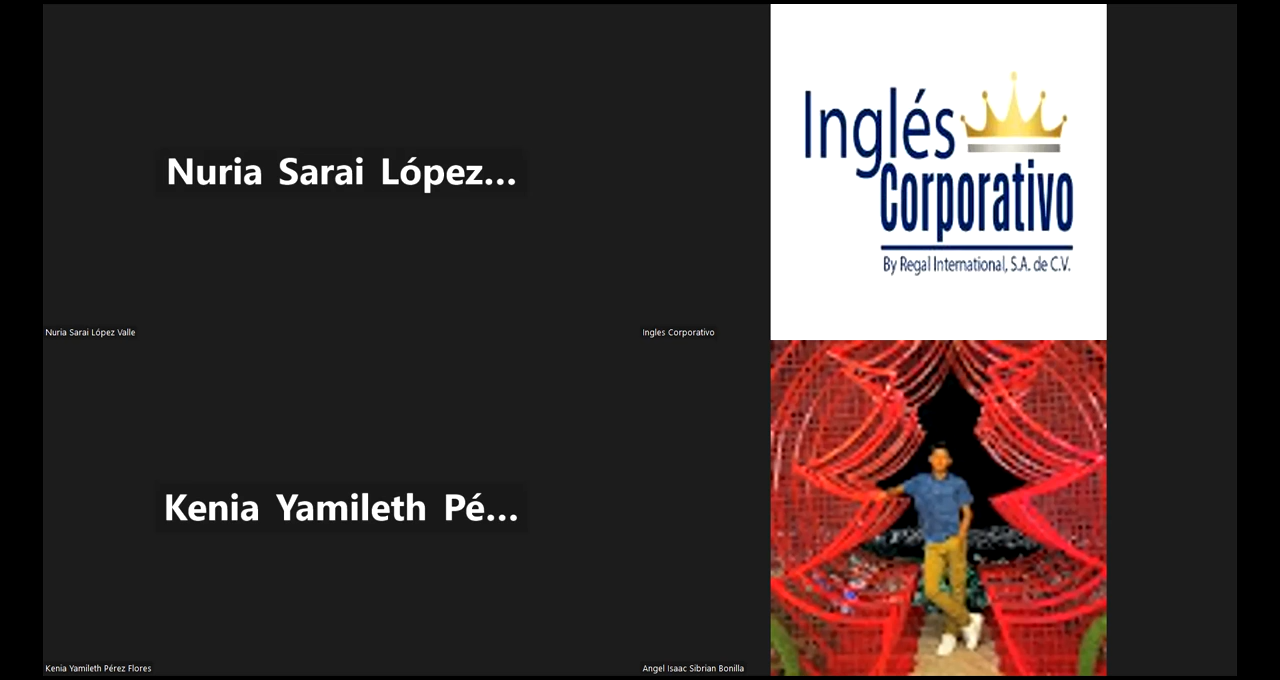 Nuria Sarai López...
Nuria Sarai López Valle
Inglés
Corporativo
By Regal International, S.A. de C.V.
Ingles Corporativo
Kenia Yamileth Pé...
Kenia Yamileth Pérez Flores
Angel Isaac Sibrian Bonilla